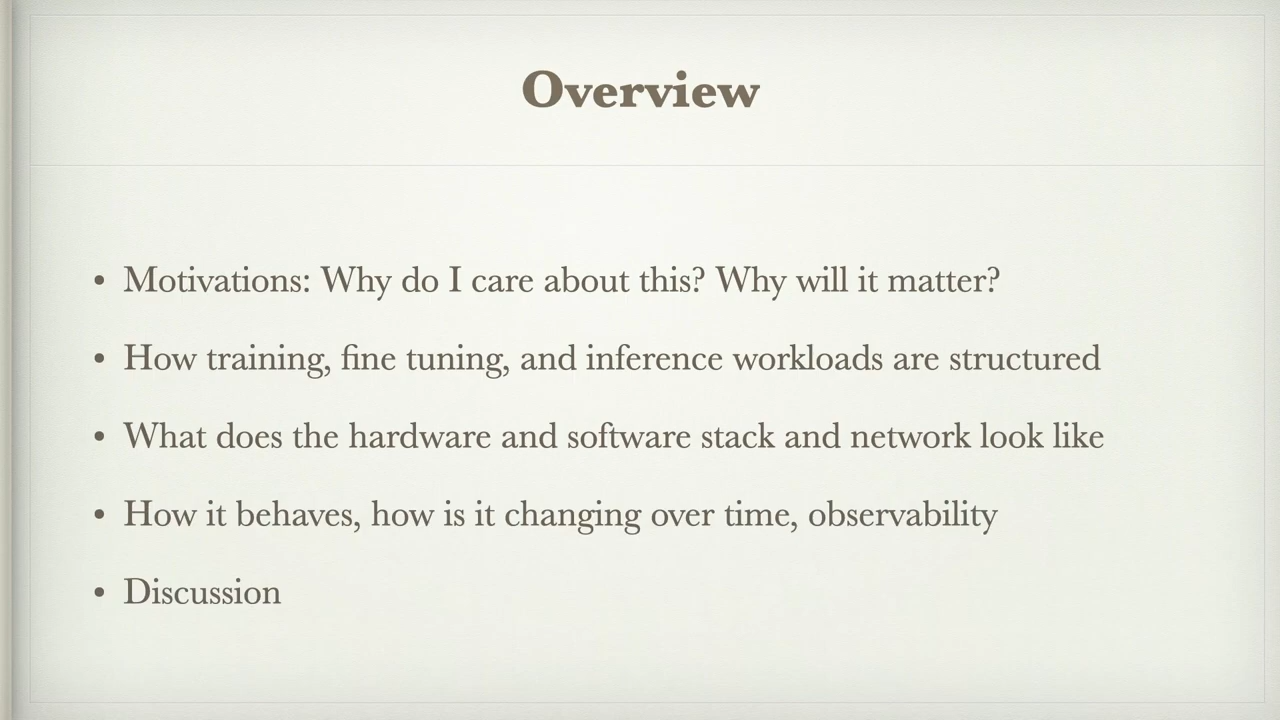 Overview
• Motivations: Why do I care about this? Why will it matter?
• How training, fine tuning, and inference workloads are structured
• What does the hardware and software stack and network look like
• How it behaves, how is it changing over time, observability
• Discussion